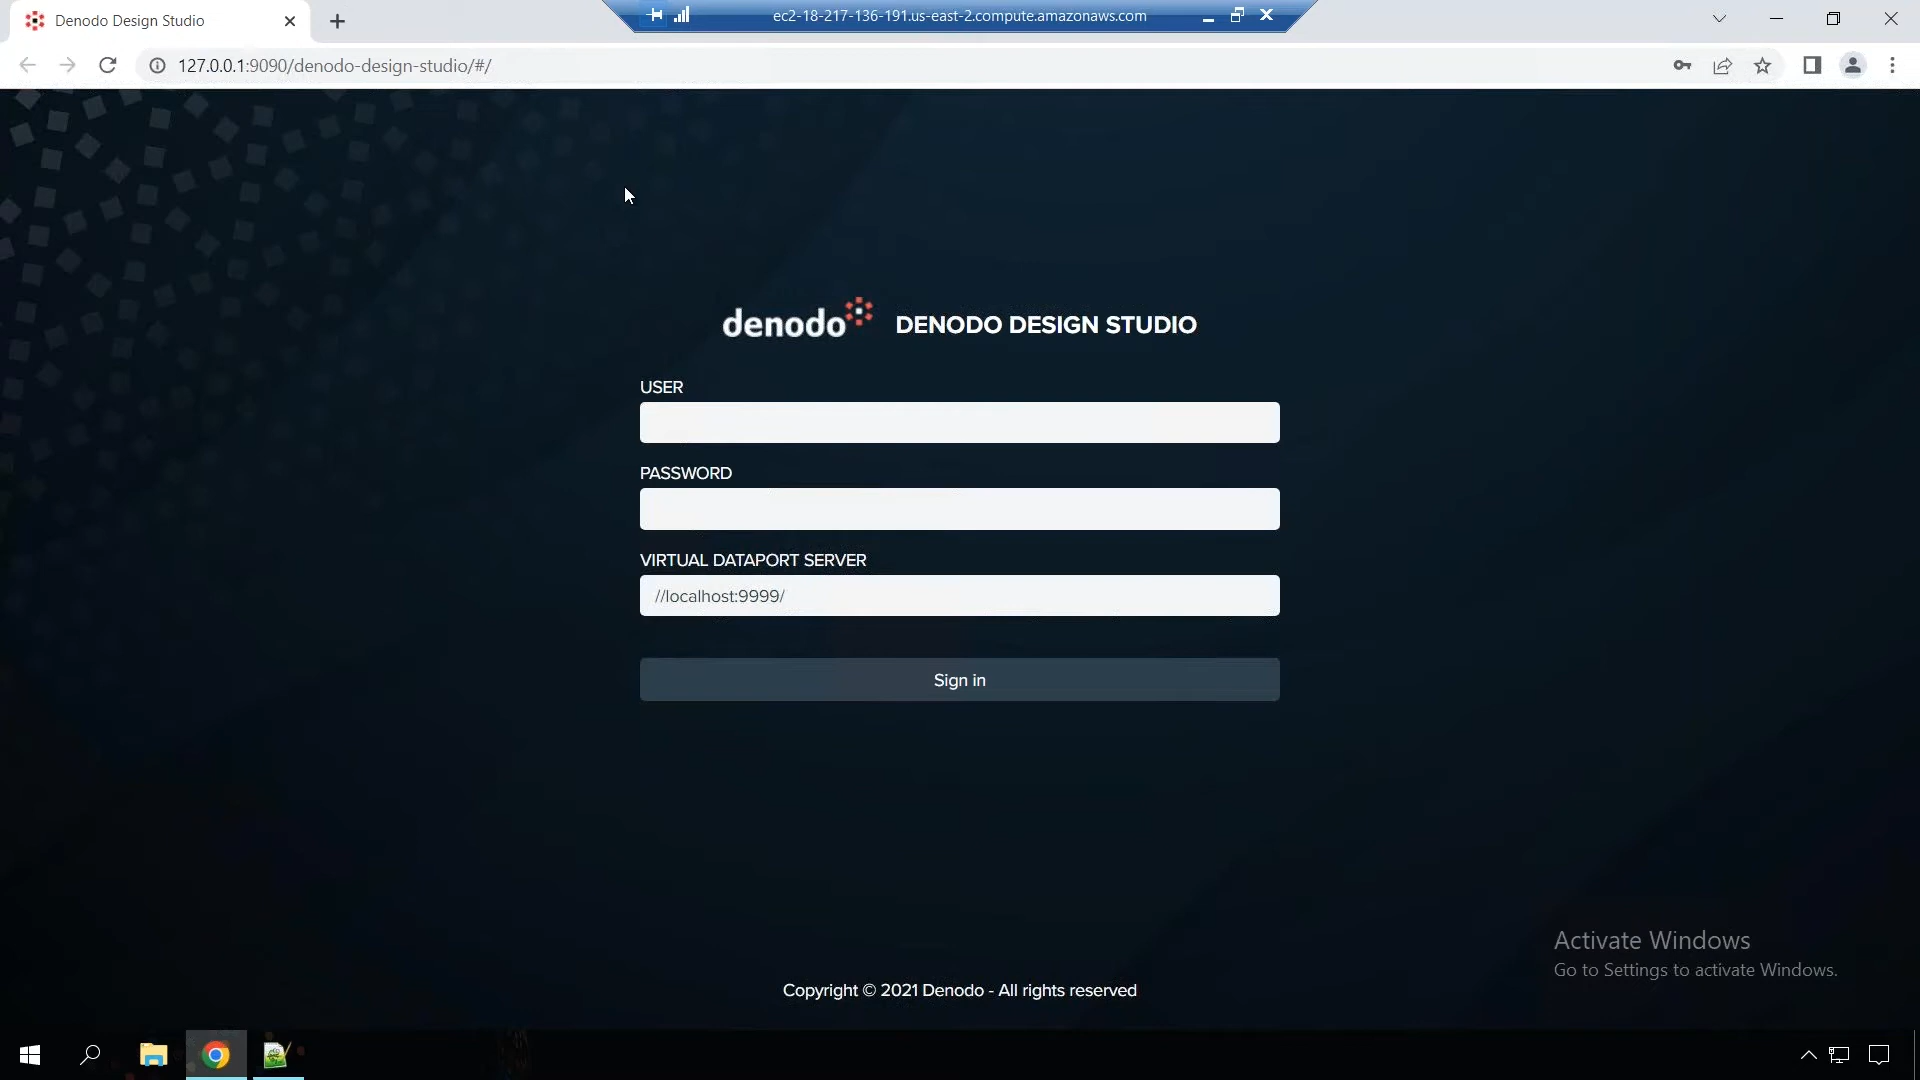 Denodo Design Studio
ec2-18-217-136-191.us-east-2.compute.amazonaws.com
127.0.0.1:9090/denodo-design-studio/#/
denodo DENODO DESIGN STUDIO
USER
PASSWORD
VIRTUAL DATAPORT SERVER
//localhost:9999/
Sign in
Activate Windows
Go to Settings to activate Windows.
Copyright © 2021 Denodo - All rights reserved